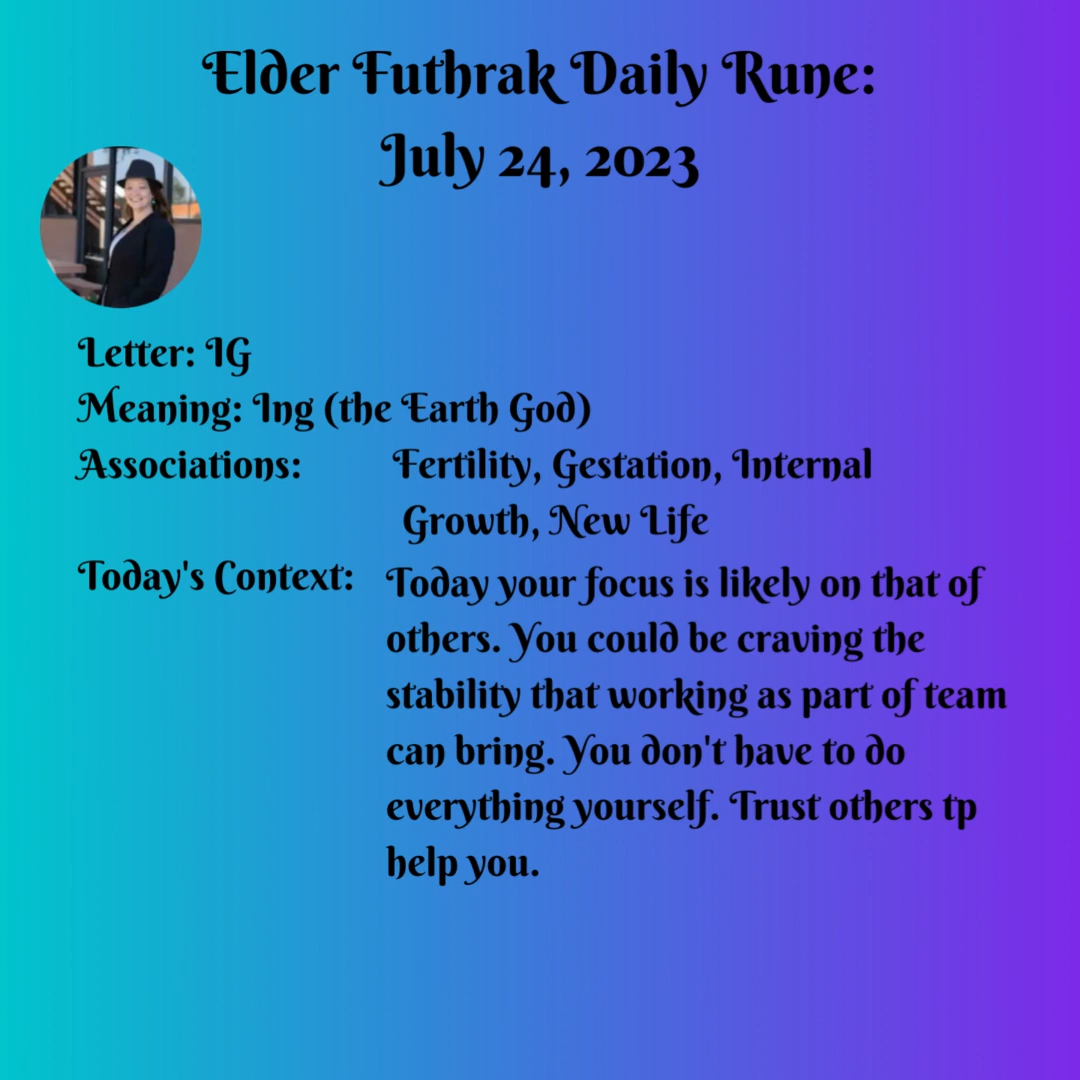 Elder Futhrak Daily Rune:
July 24, 2023
Letter: IG
Meaning: Ing (the Earth God)
Associations: Fertility, Gestation, Internal
Growth, New Life
Today's Context: Today your focus is likely on that of
others. You could be craving the
stability that working as part of team
can bring. You don't have to do
everything yourself. Trust others tp
help you.